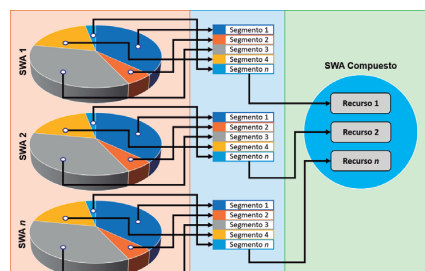 SWA 1
Segmento 1
Segmento 2
Segmento 3
Segmento 4
Segmento n
SWA 2
Segmento 1
Segmento 2
Segmento 3
Segmento 4
Segmento n
SWA n
Segmento 1
Segmento 2
Segmento 3
Segmento 4
Segmento n
SWA Compuesto
Recurso 1
Recurso 2
Recurso n